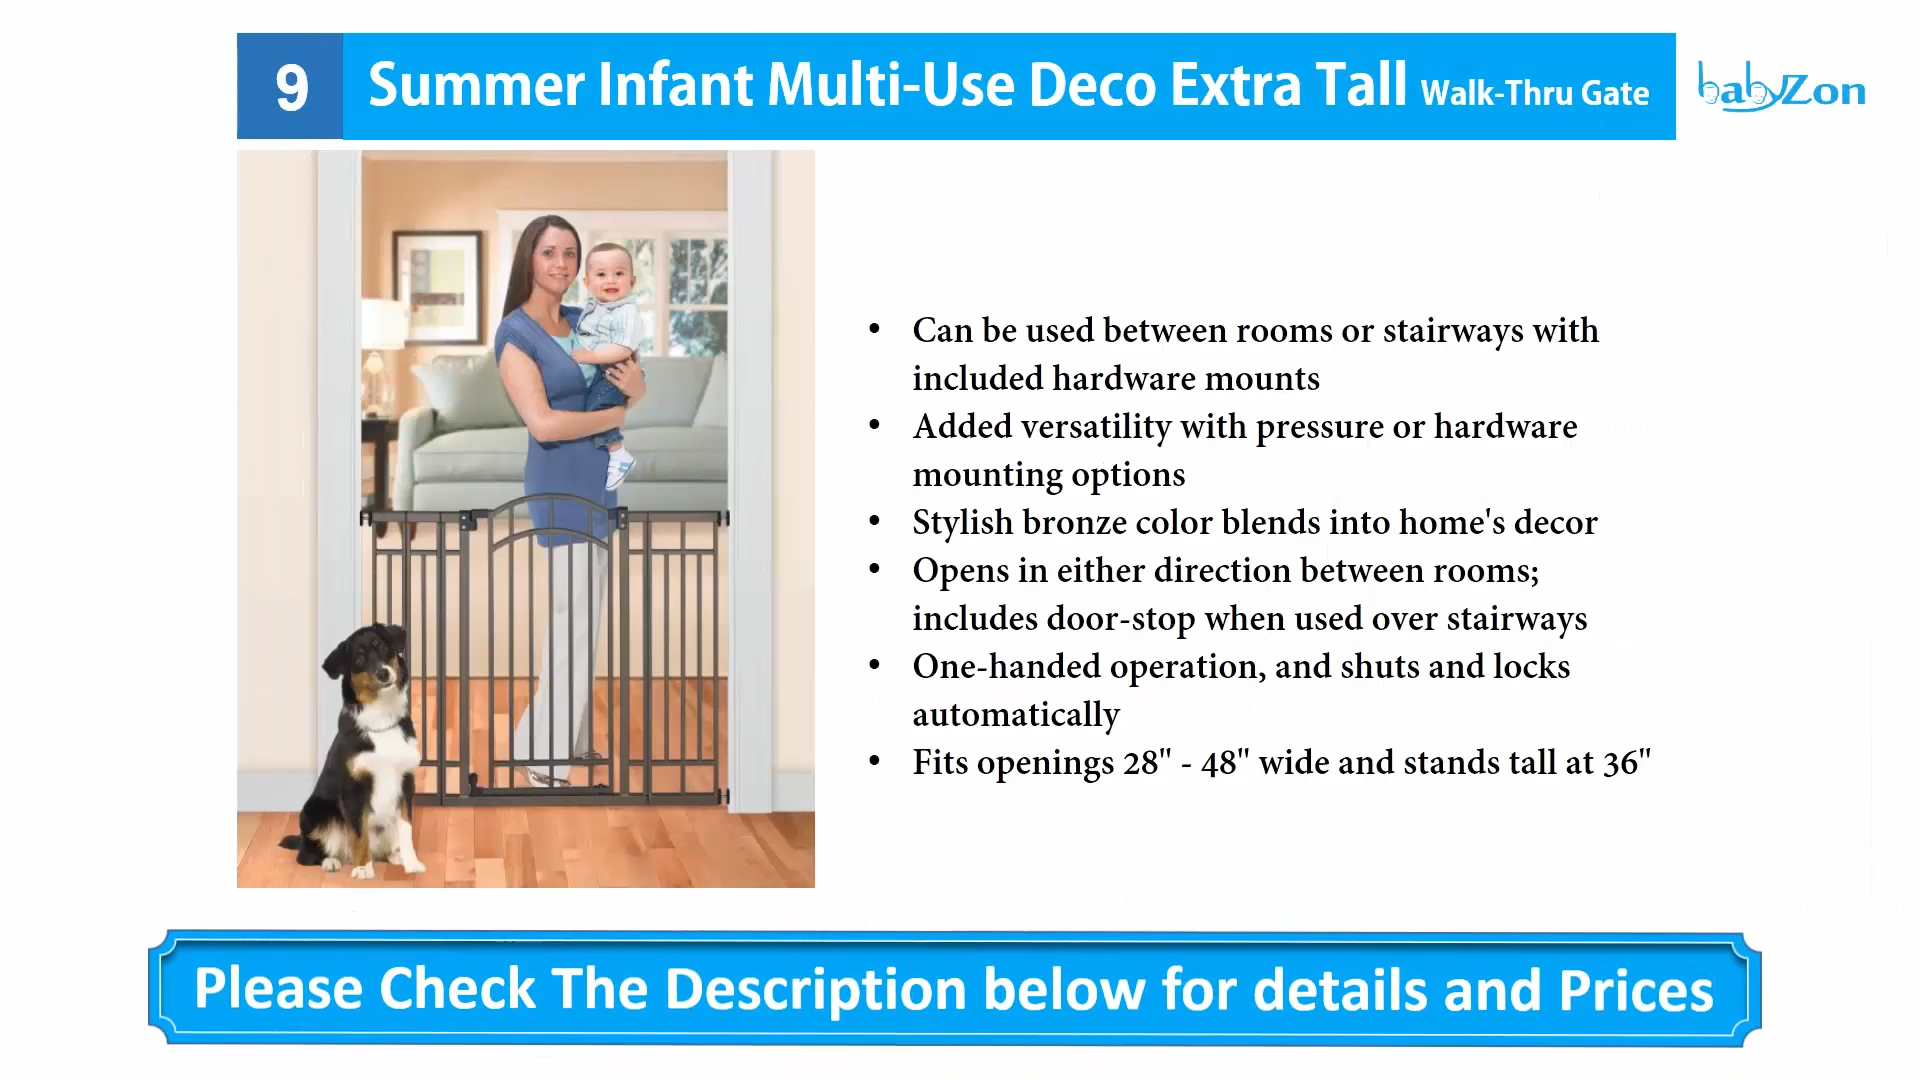 9
Summer Infant Multi-Use Deco Extra Tall Walk-Thru Gate
babyZon
• Can be used between rooms or stairways with
included hardware mounts
• Added versatility with pressure or hardware
mounting options
• Stylish bronze color blends into home's decor
• Opens in either direction between rooms;
includes door-stop when used over stairways
• One-handed operation, and shuts and locks
automatically
• Fits openings 28" - 48" wide and stands tall at 36"
Please Check The Description below for details and Prices